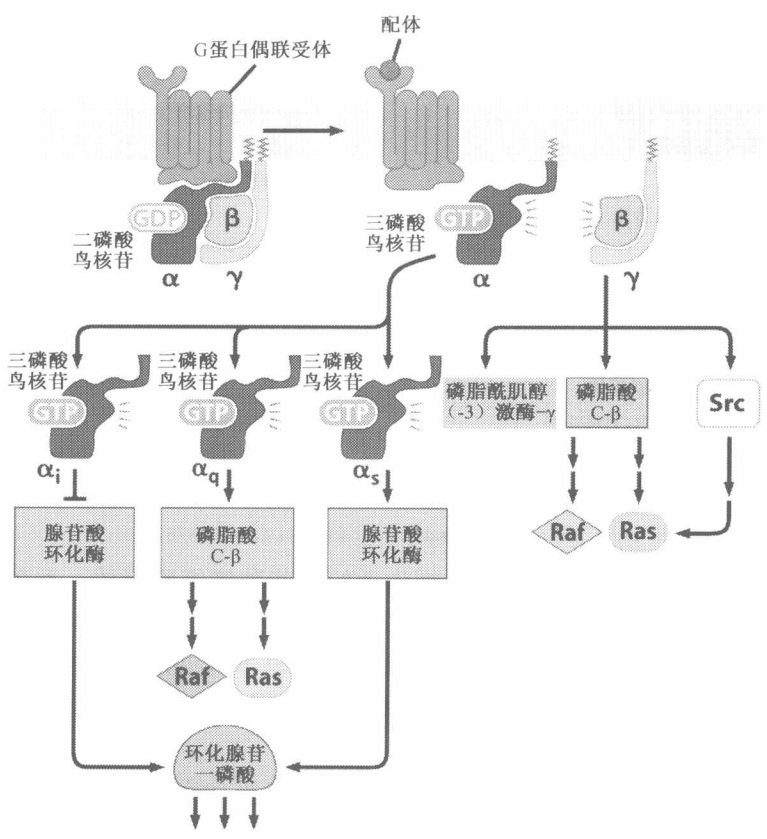 配体
G蛋白偶联受体
GDP
β
二磷酸
鸟核苷
α
γ
三磷酸
鸟核苷
GTP
α
β
γ
三磷酸
鸟核苷
GTP
αi
三磷酸
鸟核苷
GTP
αq
三磷酸
鸟核苷
GTP
αs
磷脂酰肌醇
(-3)激酶-γ
磷脂酸
C-β
Src
Raf
Ras
腺苷酸
环化酶
磷脂酸
C-β
腺苷酸
环化酶
Raf
Ras
环化腺苷
一磷酸